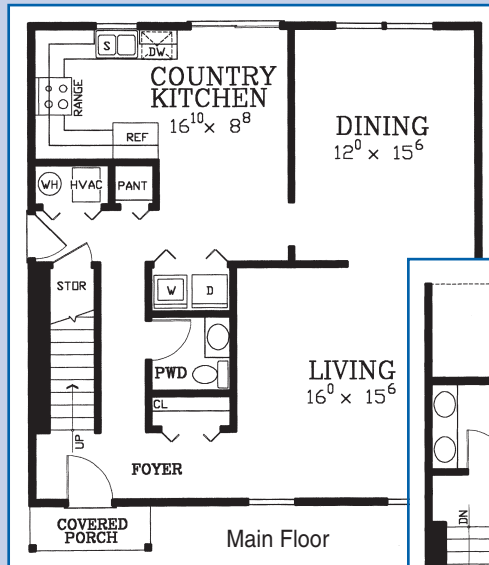 S
DW
COUNTRY
KITCHEN
16¹⁰ x 8⁸
RANGE
REF
DINING
12⁰ x 15⁶
WH
HVAC
PANT
STOR
W
D
PWD
LIVING
16⁰ x 15⁶
CL
UP
FOYER
COVERED
PORCH
Main Floor
DN